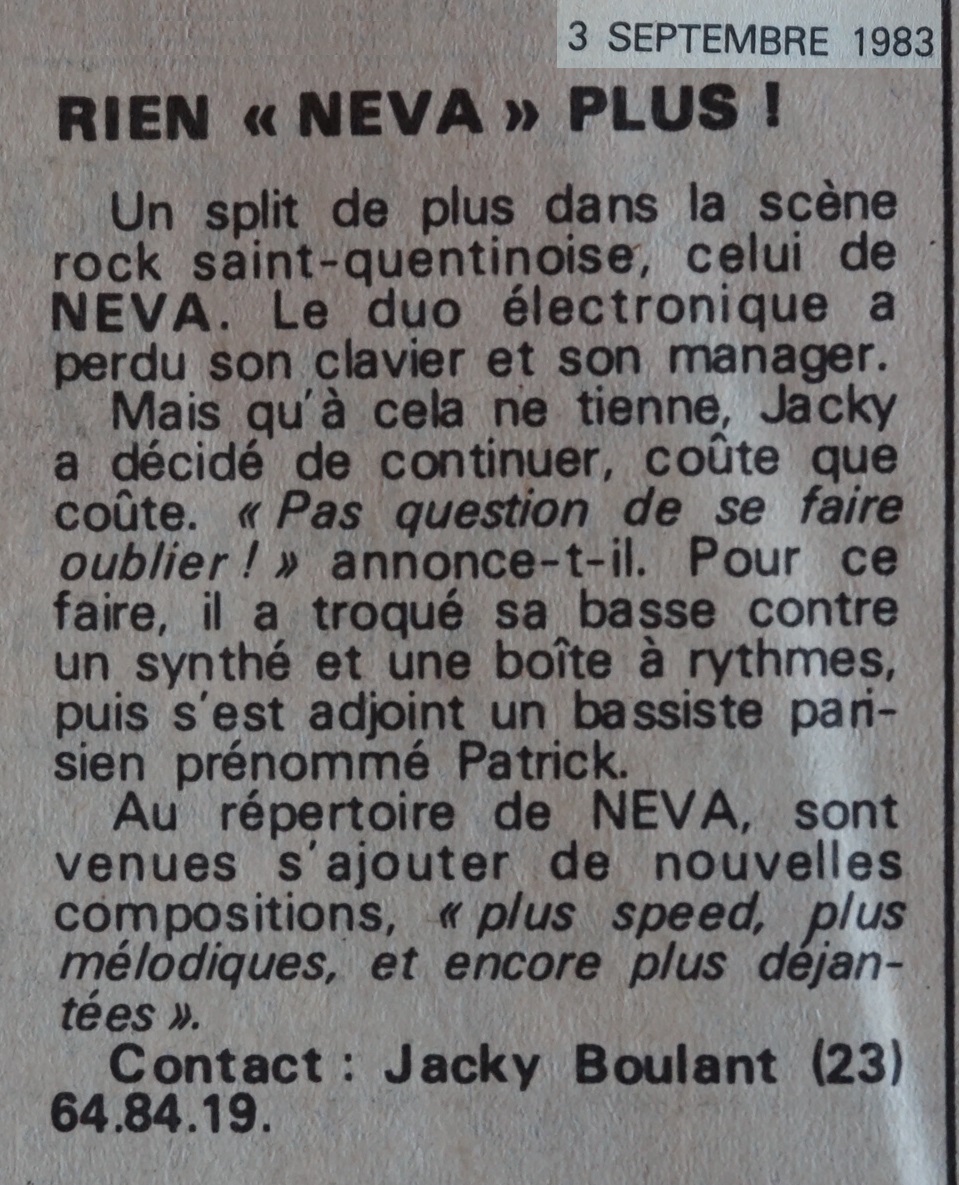 3 SEPTEMBRE 1983
RIEN « NEVA » PLUS !
Un split de plus dans la scène
rock saint-quentinoise, celui de
NEVA. Le duo électronique a
perdu son clavier et son manager.
Mais qu'à cela ne tienne, Jacky
a décidé de continuer, coûte que
coûte. « Pas question de se faire
oublier ! » annonce-t-il. Pour ce
faire, il a troqué sa basse contre
un synthé et une boîte à rythmes,
puis s'est adjoint un bassiste pari-
sien prénommé Patrick.
Au répertoire de NEVA, sont
venues s'ajouter de nouvelles
compositions, « plus speed, plus
mélodiques, et encore plus déjan-
tées ».
Contact : Jacky Boulant (23)
64.84.19.